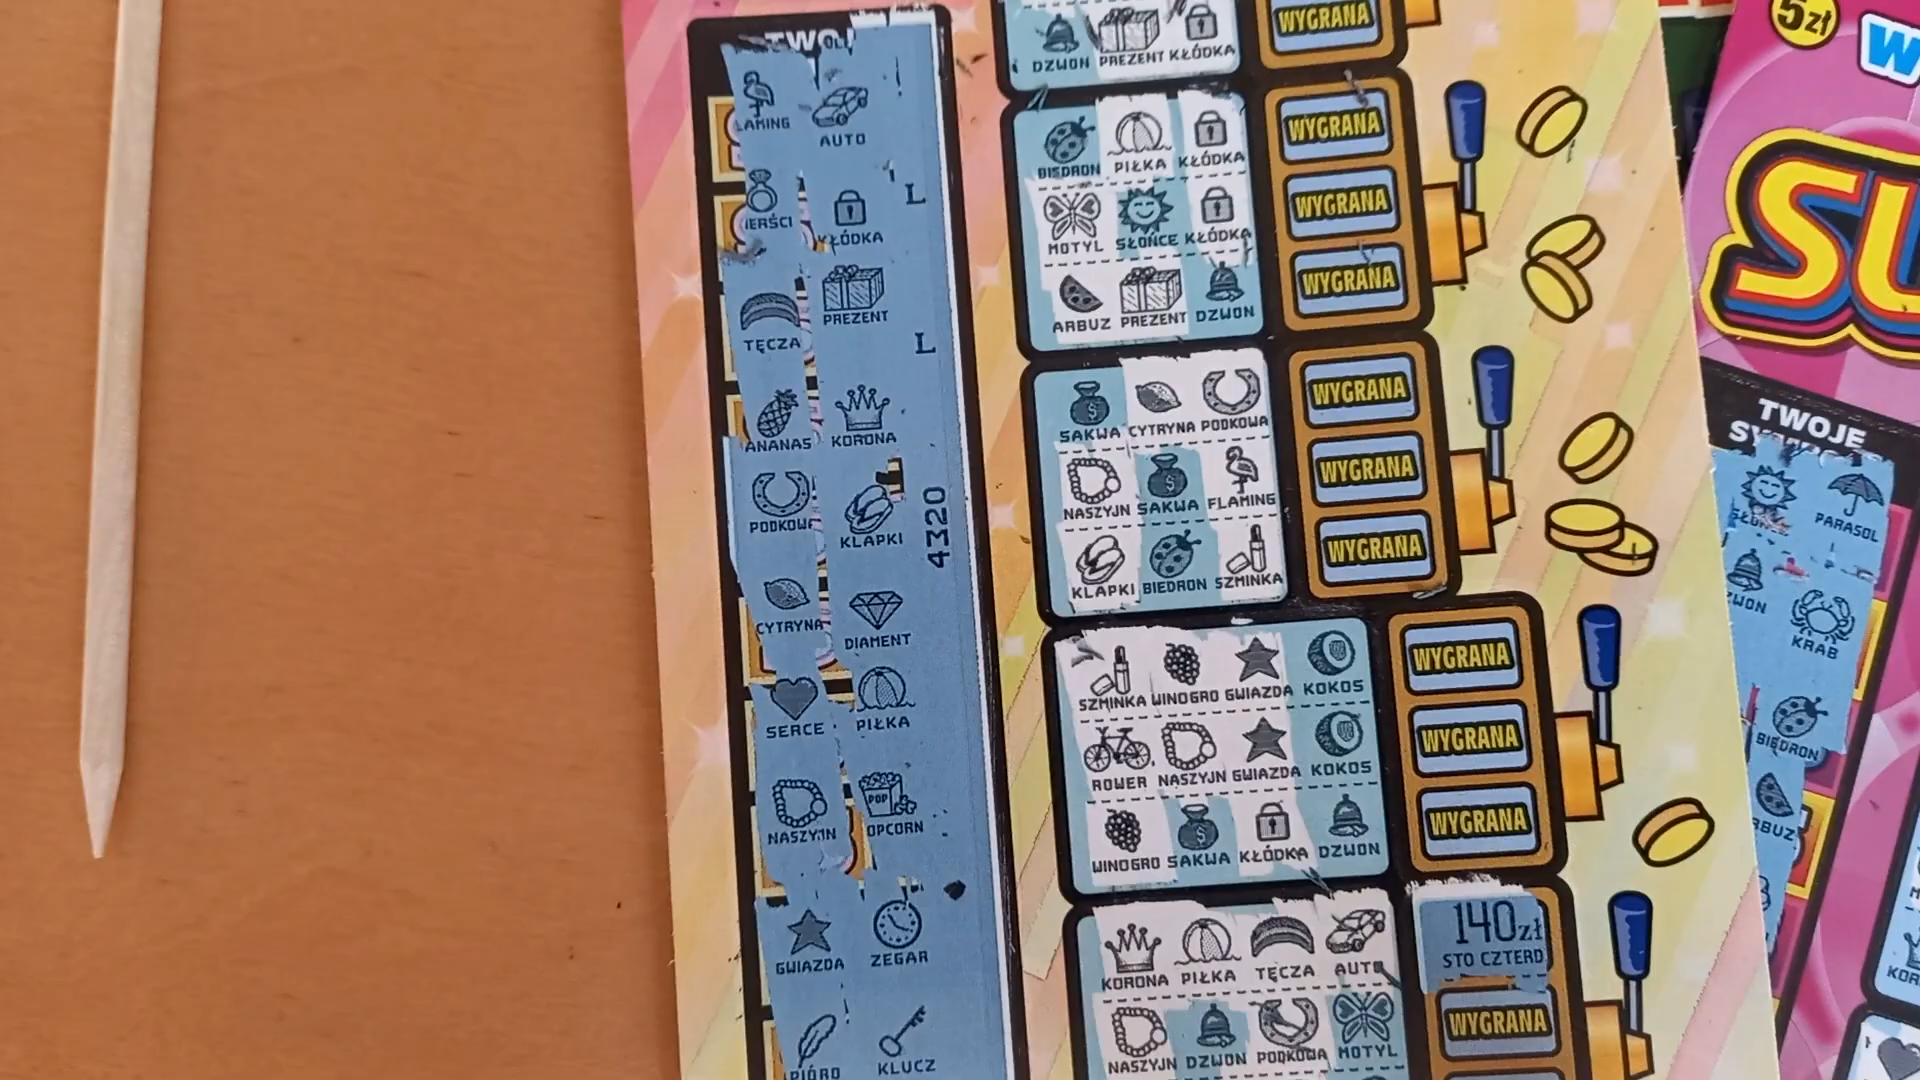 DZWON PREZENT KŁÓDKA
WYGRANA
FLAMING AUTO
IERŚCI KŁÓDKA
L
TĘCZA PREZENT
L
ANANAS KORONA
PODKOWA KLAPKI
4320
CYTRYNA DIAMENT
SERCE PIŁKA
NASZYJN POPCORN
POP
GWIAZDA ZEGAR
PIÓRO KLUCZ
BIEDRON PIŁKA KŁÓDKA
WYGRANA
MOTYL SŁOŃCE KŁÓDKA
WYGRANA
ARBUZ PREZENT DZWON
WYGRANA
SAKWA CYTRYNA PODKOWA
WYGRANA
NASZYJN SAKWA FLAMING
WYGRANA
KLAPKI BIEDRON SZMINKA
WYGRANA
SZMINKA WINOGRO GWIAZDA KOKOS
WYGRANA
ROWER NASZYJN GWIAZDA KOKOS
WYGRANA
WINOGRO SAKWA KŁÓDKA DZWON
WYGRANA
KORONA PIŁKA TĘCZA AUTO
140zł
STO CZTERD
NASZYJN DZWON PODKOWA MOTYL
WYGRANA
5zł
W
SU
TWOJE
PARASOL
KRAB
BIEDRON